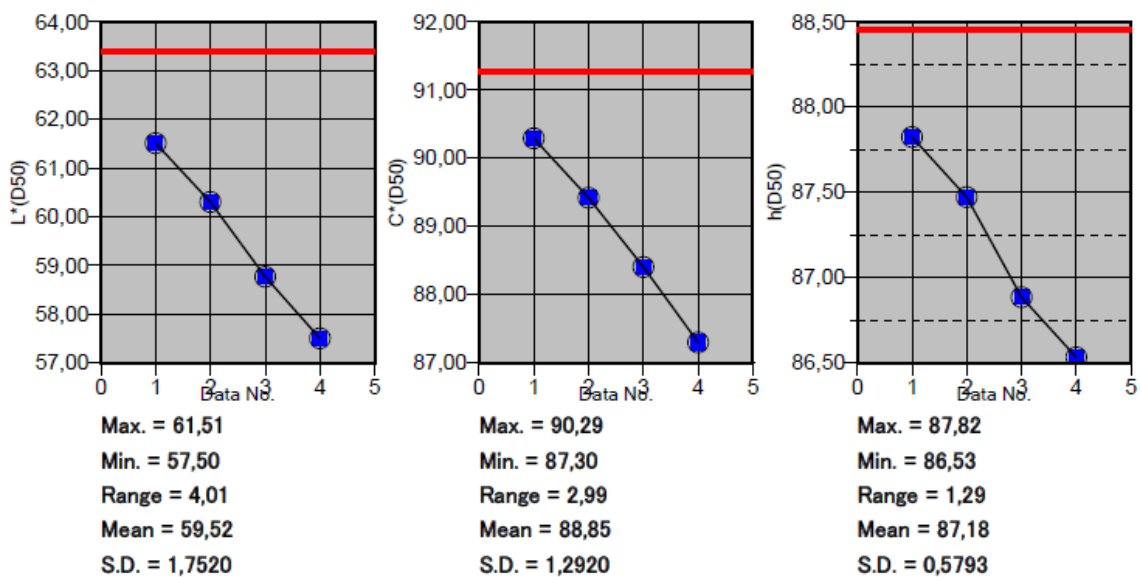 64,00
63,00
62,00
61,00
60,00
59,00
58,00
57,00
L*(D50)
0 1 2 3 4 5
Data No.
Max. = 61,51
Min. = 57,50
Range = 4,01
Mean = 59,52
S.D. = 1,7520
92,00
91,00
90,00
89,00
88,00
87,00
C*(D50)
0 1 2 3 4 5
Data No.
Max. = 90,29
Min. = 87,30
Range = 2,99
Mean = 88,85
S.D. = 1,2920
88,50
88,00
87,50
87,00
86,50
h(D50)
0 1 2 3 4 5
Data No.
Max. = 87,82
Min. = 86,53
Range = 1,29
Mean = 87,18
S.D. = 0,5793